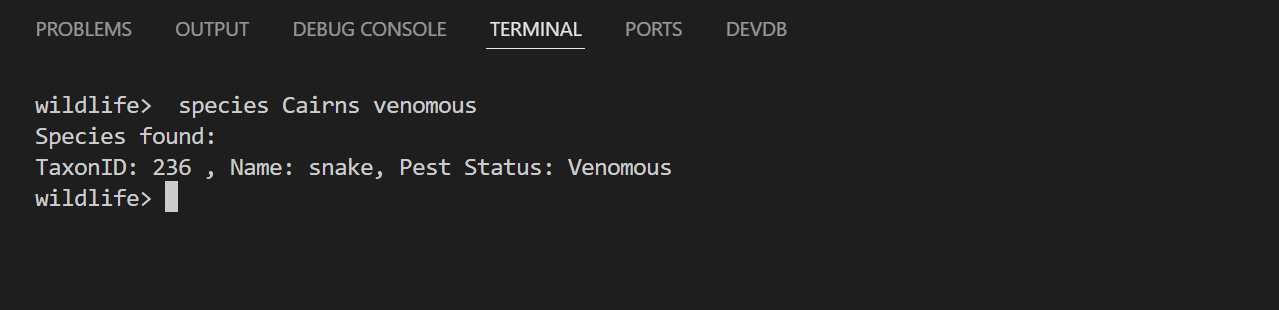 PROBLEMS OUTPUT DEBUG CONSOLE TERMINAL PORTS DEVDB
wildlife>  species Cairns venomous
Species found:
TaxonID: 236 , Name: snake, Pest Status: Venomous
wildlife>